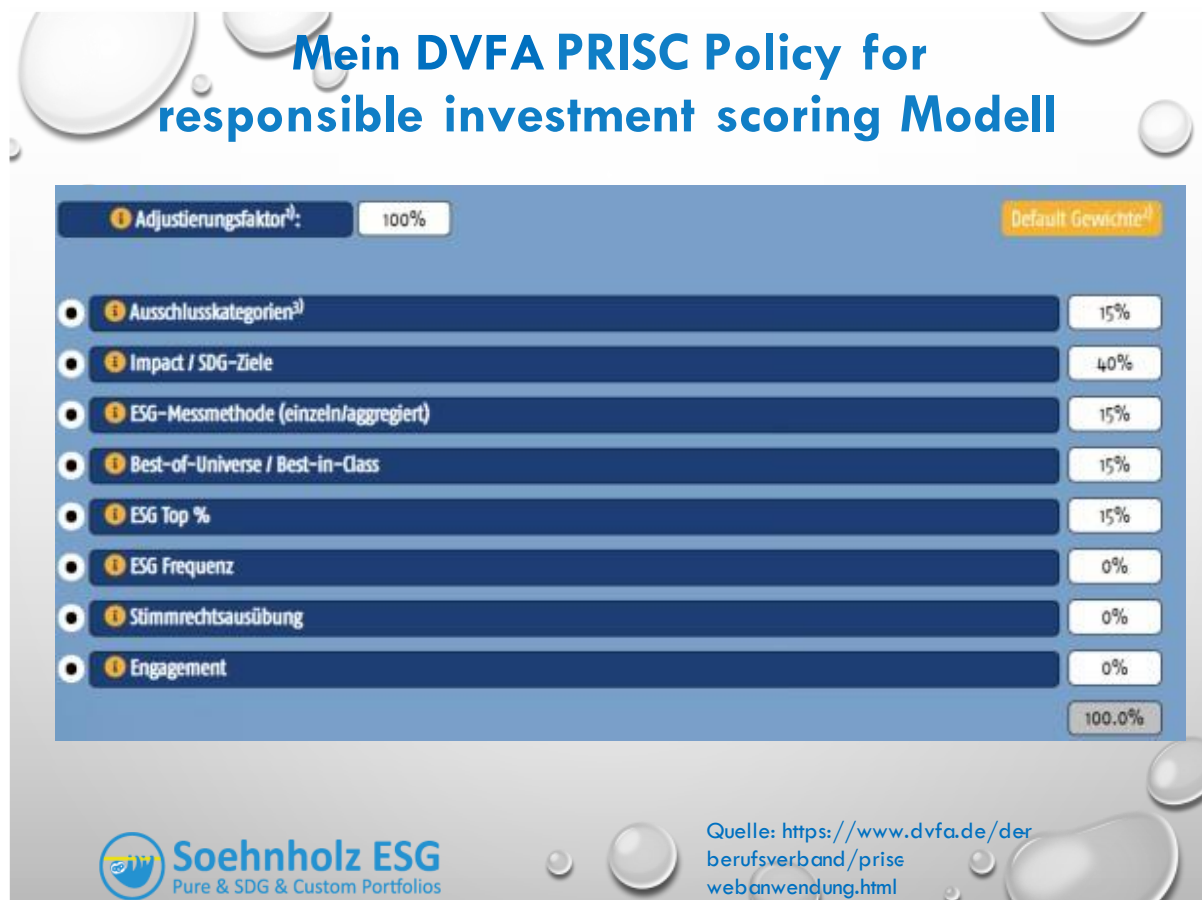 Mein DVFA PRISC Policy for
responsible investment scoring Modell
Adjustierungsfaktor¹⁾: 100% Default Gewichte²⁾
Ausschlusskategorien³⁾ 15%
Impact / SDG-Ziele 40%
ESG-Messmethode (einzeln/aggregiert) 15%
Best-of-Universe / Best-in-Class 15%
ESG Top % 15%
ESG Frequenz 0%
Stimmrechtsausübung 0%
Engagement 0%
100.0%
Soehnholz ESG
Pure & SDG & Custom Portfolios
Quelle: https://www.dvfa.de/der
berufsverband/prisc
webanwendung.html